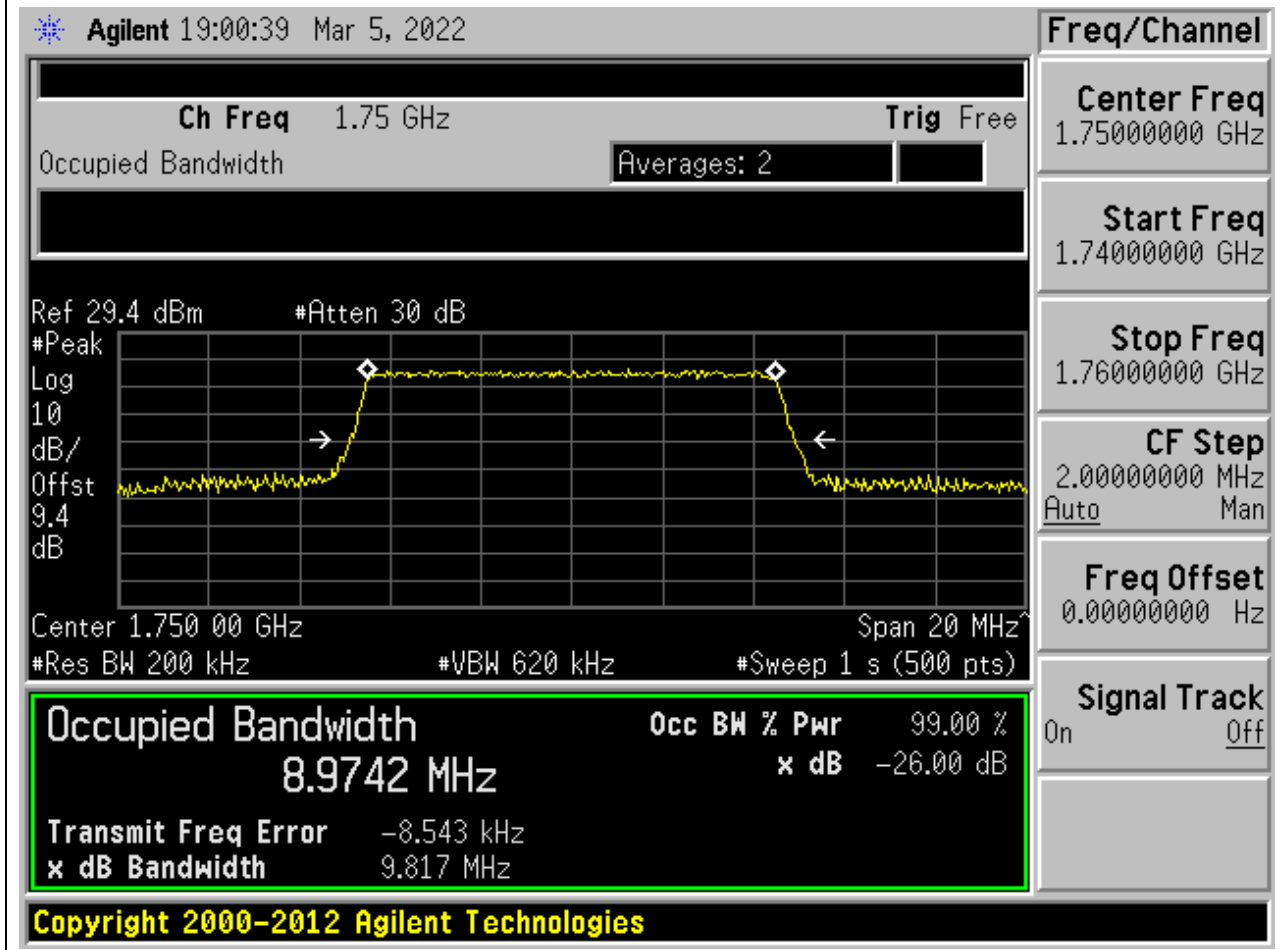 Agilent 19:00:39 Mar 5, 2022
Freq/Channel
Ch Freq 1.75 GHz Trig Free
Occupied Bandwidth Averages: 2
Ref 29.4 dBm #Atten 30 dB
#Peak
Log
10
dB/
Offst
9.4
dB
Center 1.750 00 GHz Span 20 MHz^
#Res BW 200 kHz #VBW 620 kHz #Sweep 1 s (500 pts)
Occupied Bandwidth
8.9742 MHz
Occ BW % Pwr 99.00 %
x dB -26.00 dB
Transmit Freq Error -8.543 kHz
x dB Bandwidth 9.817 MHz
Center Freq
1.75000000 GHz
Start Freq
1.74000000 GHz
Stop Freq
1.76000000 GHz
CF Step
2.00000000 MHz
Auto Man
Freq Offset
0.00000000 Hz
Signal Track
On Off
Copyright 2000-2012 Agilent Technologies